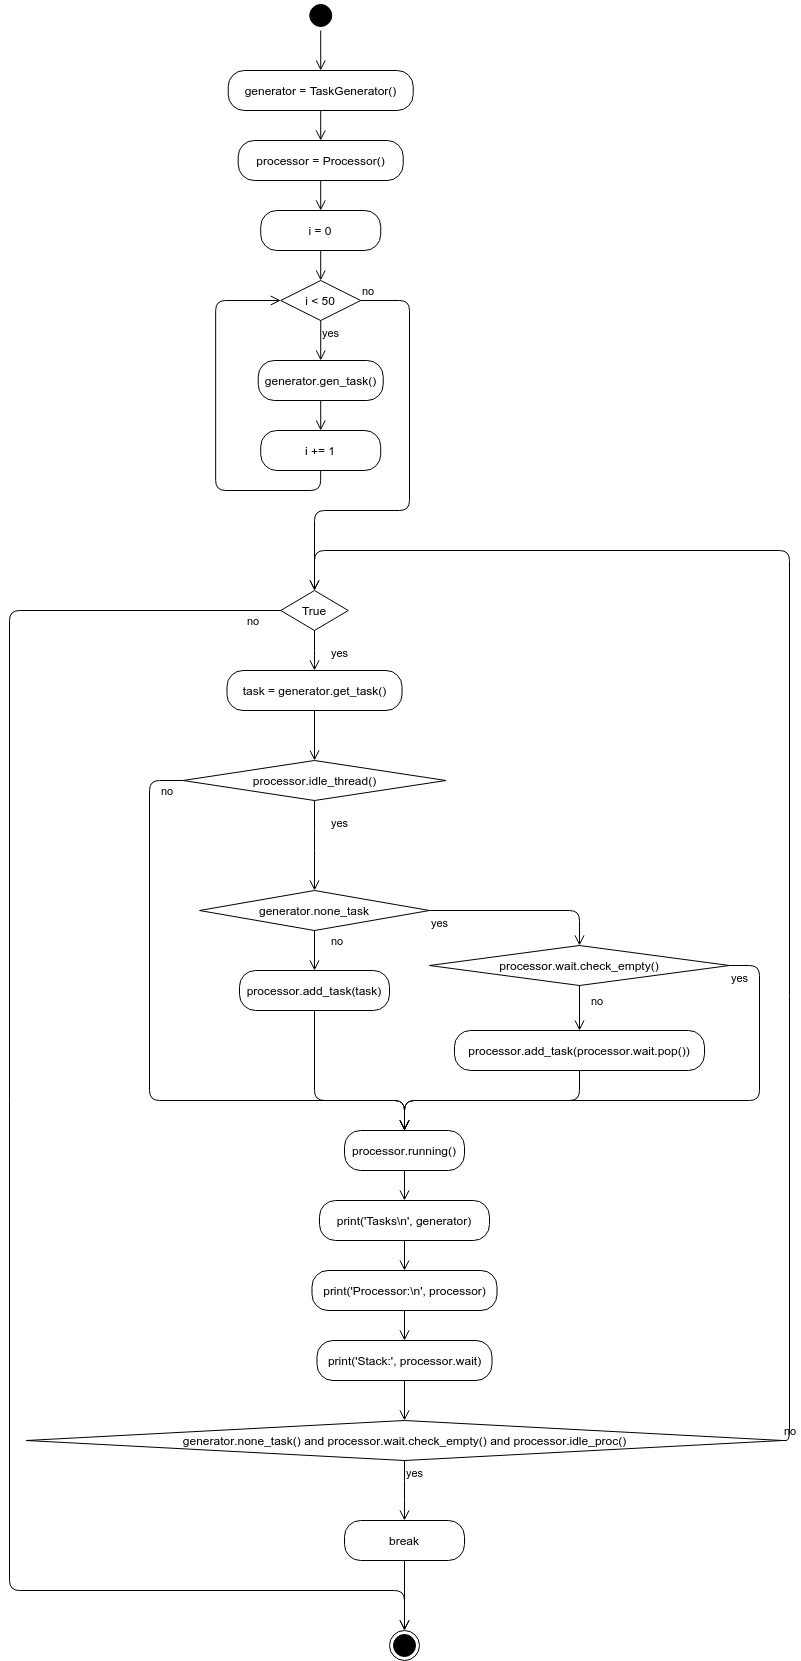 generator = TaskGenerator()
processor = Processor()
i = 0
i < 50
no
yes
generator.gen_task()
i += 1
True
no
yes
task = generator.get_task()
processor.idle_thread()
no
yes
generator.none_task
yes
no
processor.wait.check_empty()
yes
processor.add_task(task)
no
processor.add_task(processor.wait.pop())
processor.running()
print('Tasks\n', generator)
print('Processor:\n', processor)
print('Stack:', processor.wait)
no
generator.none_task() and processor.wait.check_empty() and processor.idle_proc()
yes
break